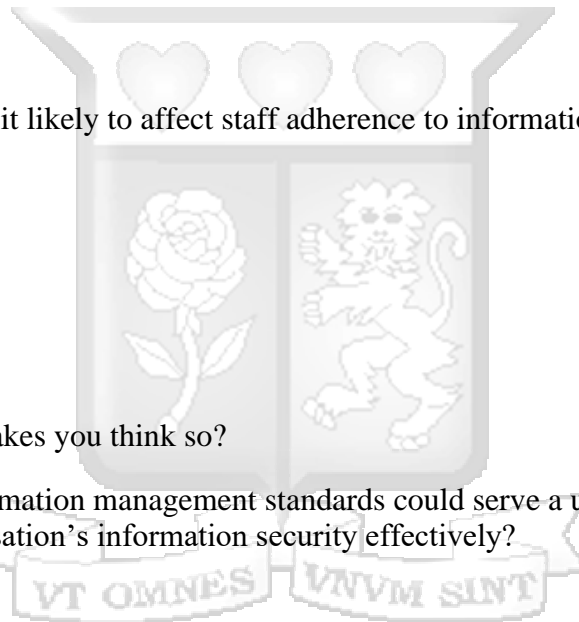 it likely to affect staff adherence to informatio
akes you think so?
rmation management standards could serve a u
sation’s information security effectively?
VT OMNES VNVM SINT